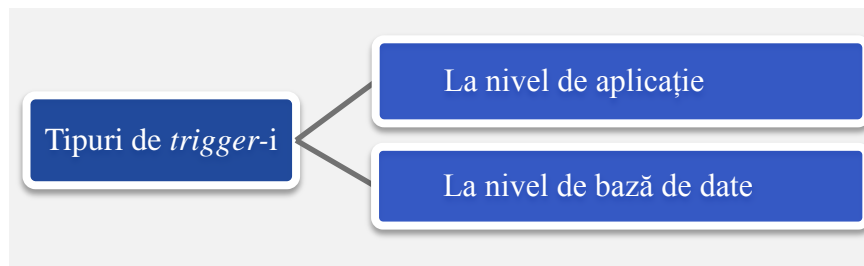 Tipuri de trigger-i
La nivel de aplicație
La nivel de bază de date